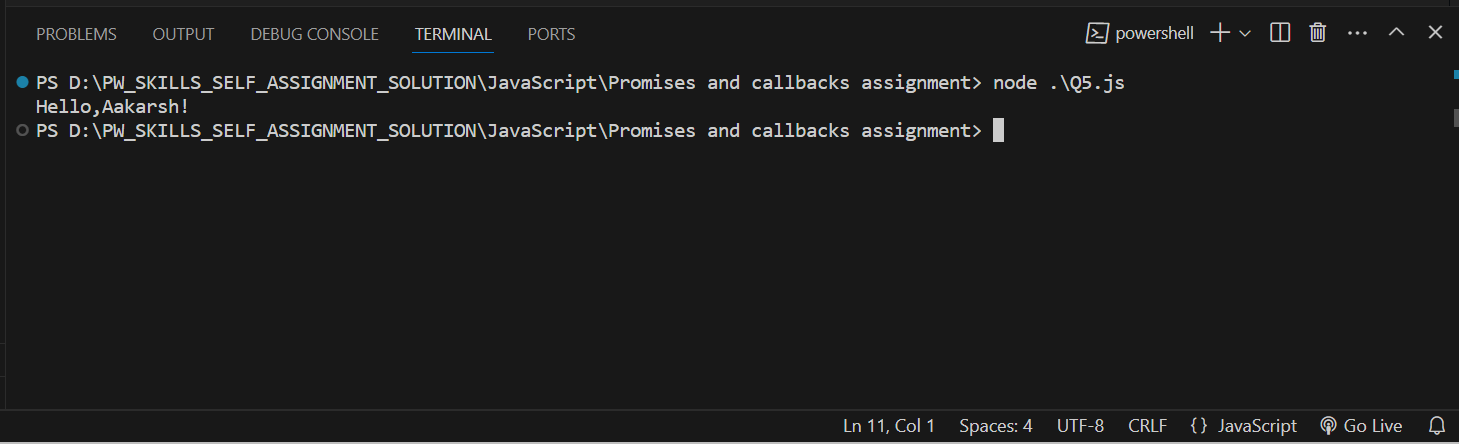 PROBLEMS OUTPUT DEBUG CONSOLE TERMINAL PORTS powershell
PS D:\PW_SKILLS_SELF_ASSIGNMENT_SOLUTION\JavaScript\Promises and callbacks assignment> node .\Q5.js
Hello,Aakarsh!
PS D:\PW_SKILLS_SELF_ASSIGNMENT_SOLUTION\JavaScript\Promises and callbacks assignment>
Ln 11, Col 1 Spaces: 4 UTF-8 CRLF {} JavaScript Go Live